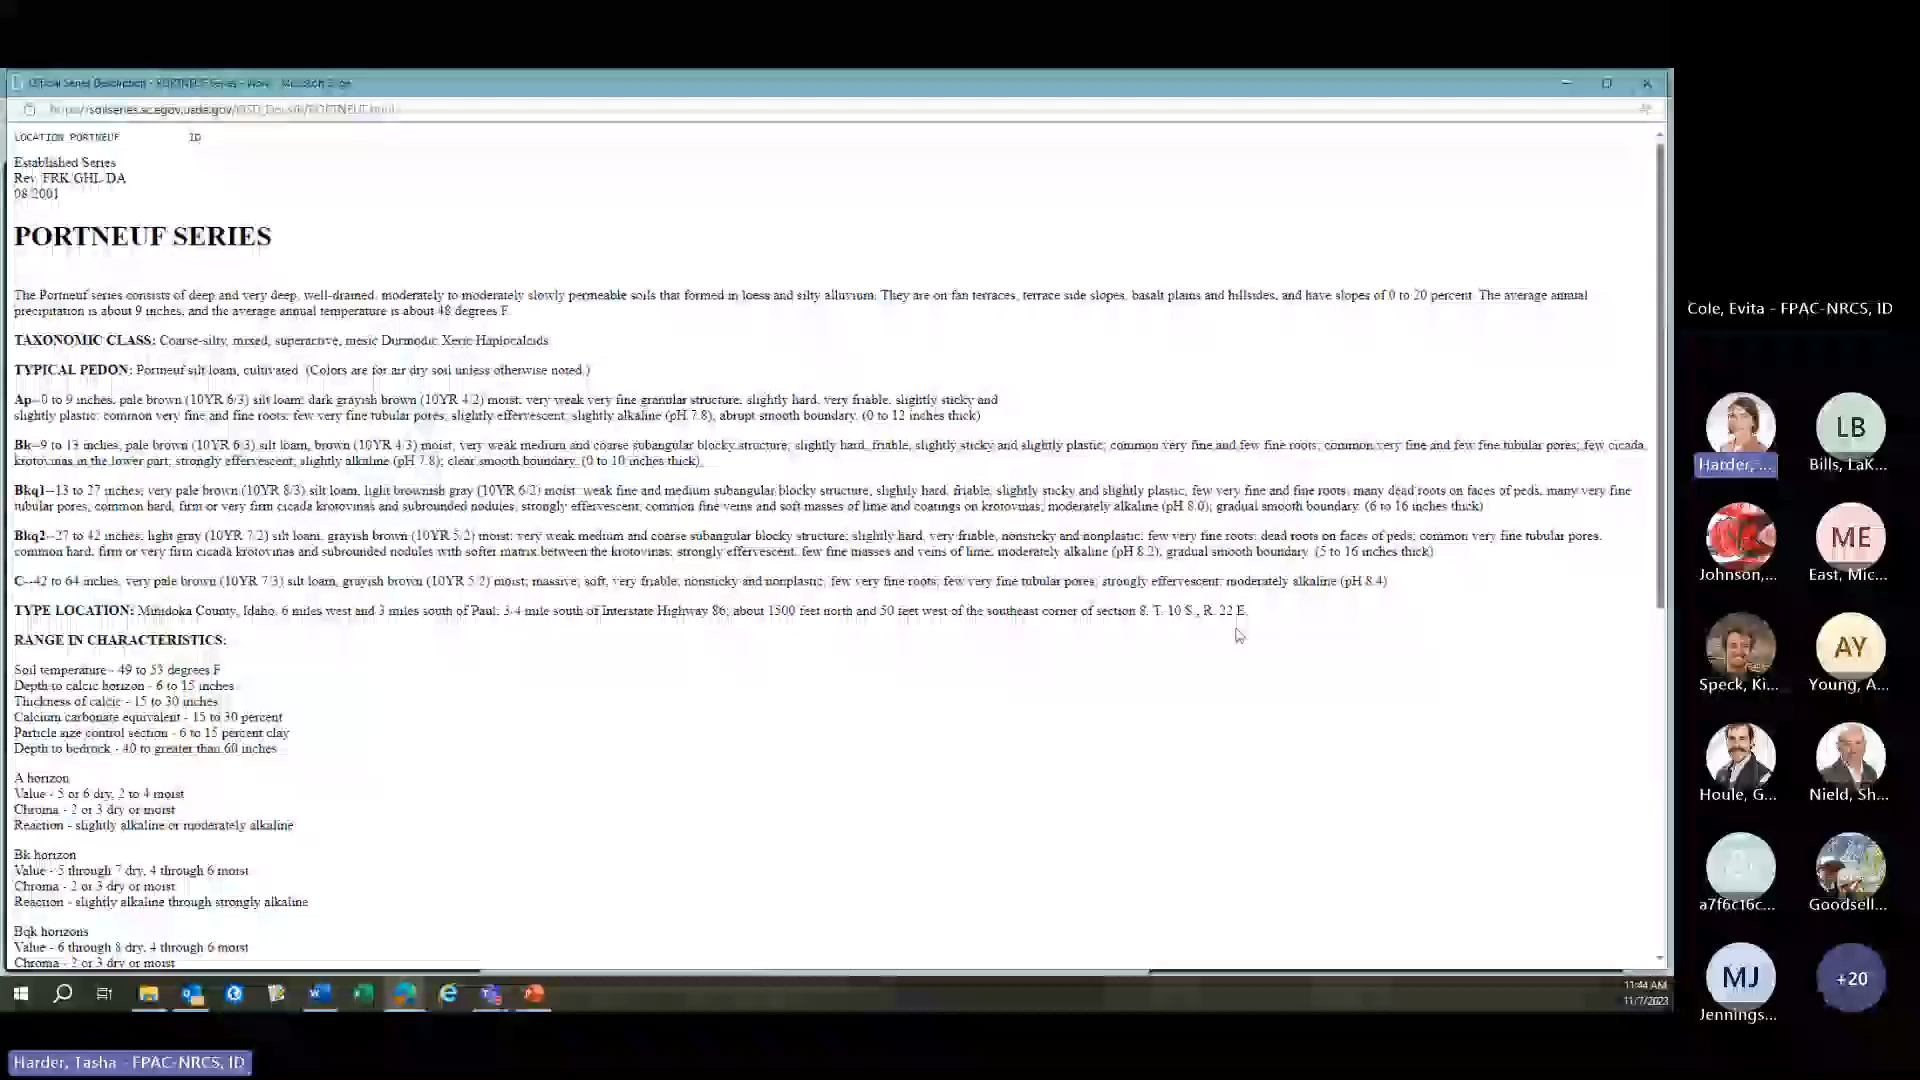 Official Series Description - PORTNEUF Series - Work - Microsoft Edge
https://soilseries.sc.egov.usda.gov/OSD_Docs/P/PORTNEUF.html
LOCATION PORTNEUF ID
Established Series
Rev. FRK/GHL/DA
08/2001
PORTNEUF SERIES
The Portneuf series consists of deep and very deep, well-drained, moderately to moderately slowly permeable soils that formed in loess and silty alluvium. They are on fan terraces, terrace side slopes, basalt plains and hillsides, and have slopes of 0 to 20 percent. The average annual
precipitation is about 9 inches, and the average annual temperature is about 48 degrees F.
TAXONOMIC CLASS: Coarse-silty, mixed, superactive, mesic Durinodic Xeric Haplocalcids
TYPICAL PEDON: Portneuf silt loam, cultivated. (Colors are for air dry soil unless otherwise noted.)
Ap--0 to 9 inches, pale brown (10YR 6/3) silt loam; dark grayish brown (10YR 4/2) moist; very weak very fine granular structure; slightly hard, very friable, slightly sticky and
slightly plastic; common very fine and fine roots; few very fine tubular pores; slightly effervescent; slightly alkaline (pH 7.8); abrupt smooth boundary. (0 to 12 inches thick)
Bk--9 to 13 inches, pale brown (10YR 6/3) silt loam, brown (10YR 4/3) moist; very weak medium and coarse subangular blocky structure; slightly hard, friable, slightly sticky and slightly plastic; common very fine and few fine roots; common very fine and few fine tubular pores; few cicada
krotovinas in the lower part; strongly effervescent; slightly alkaline (pH 7.8); clear smooth boundary. (0 to 10 inches thick).
Bkq1--13 to 27 inches; very pale brown (10YR 8/3) silt loam, light brownish gray (10YR 6/2) moist; weak fine and medium subangular blocky structure; slightly hard, friable, slightly sticky and slightly plastic; few very fine and fine roots; many dead roots on faces of peds; many very fine
tubular pores; common hard, firm or very firm cicada krotovinas and subrounded nodules; strongly effervescent; common fine veins and soft masses of lime and coatings on krotovinas; moderately alkaline (pH 8.0); gradual smooth boundary. (6 to 16 inches thick)
Bkq2--27 to 42 inches; light gray (10YR 7/2) silt loam, grayish brown (10YR 5/2) moist; very weak medium and coarse subangular blocky structure; slightly hard, very friable, nonsticky and nonplastic; few very fine roots; dead roots on faces of peds; common very fine tubular pores;
common hard, firm or very firm cicada krotovinas and subrounded nodules with softer matrix between the krotovinas; strongly effervescent; few fine masses and veins of lime; moderately alkaline (pH 8.2); gradual smooth boundary. (5 to 16 inches thick)
C--42 to 64 inches, very pale brown (10YR 7/3) silt loam, grayish brown (10YR 5/2) moist; massive; soft, very friable, nonsticky and nonplastic; few very fine roots; few very fine tubular pores; strongly effervescent; moderately alkaline (pH 8.4)
TYPE LOCATION: Minidoka County, Idaho, 6 miles west and 3 miles south of Paul; 3/4 mile south of Interstate Highway 86; about 1500 feet north and 50 feet west of the southeast corner of section 8, T. 10 S., R. 22 E.
RANGE IN CHARACTERISTICS:
Soil temperature - 49 to 53 degrees F
Depth to calcic horizon - 6 to 15 inches
Thickness of calcic - 15 to 30 inches
Calcium carbonate equivalent - 15 to 30 percent
Particle size control section - 6 to 15 percent clay
Depth to bedrock - 40 to greater than 60 inches
A horizon
Value - 5 or 6 dry, 2 to 4 moist
Chroma - 2 or 3 dry or moist
Reaction - slightly alkaline or moderately alkaline
Bk horizon
Value - 5 through 7 dry, 4 through 6 moist
Chroma - 2 or 3 dry or moist
Reaction - slightly alkaline through strongly alkaline
Bqk horizons
Value - 6 through 8 dry, 4 through 6 moist
Chroma - 2 or 3 dry or moist
11:44 AM
11/7/2023
Harder, Tasha - FPAC-NRCS, ID
Cole, Evita - FPAC-NRCS, ID
LB
Harder, ...
Bills, LaK...
ME
Johnson,...
East, Mic...
AY
Speck, Ki...
Young, A...
Houle, G...
Nield, Sh...
a7f6c16c...
Goodsell...
MJ
+20
Jennings...